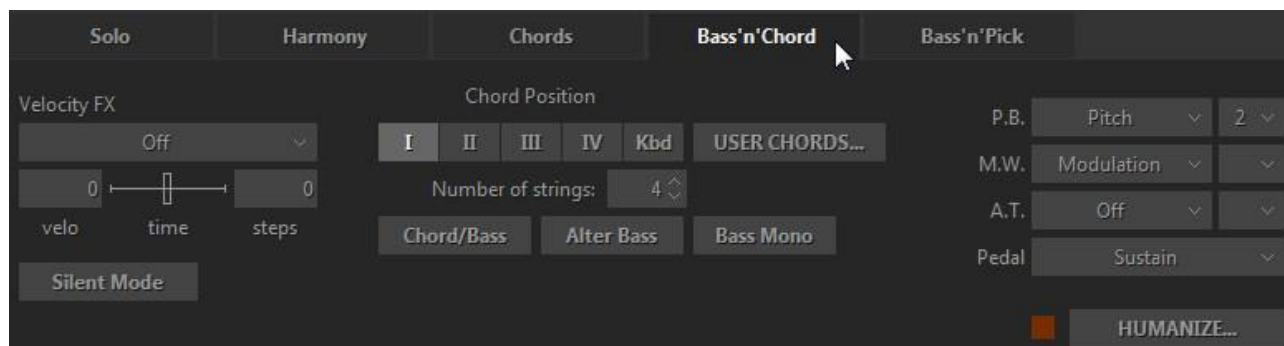 Solo Harmony Chords Bass'n'Chord Bass'n'Pick
Velocity FX
Off
0 0
velo time steps
Silent Mode
Chord Position
I II III IV Kbd USER CHORDS...
Number of strings: 4
Chord/Bass Alter Bass Bass Mono
P.B. Pitch 2
M.W. Modulation
A.T. Off
Pedal Sustain
HUMANIZE...